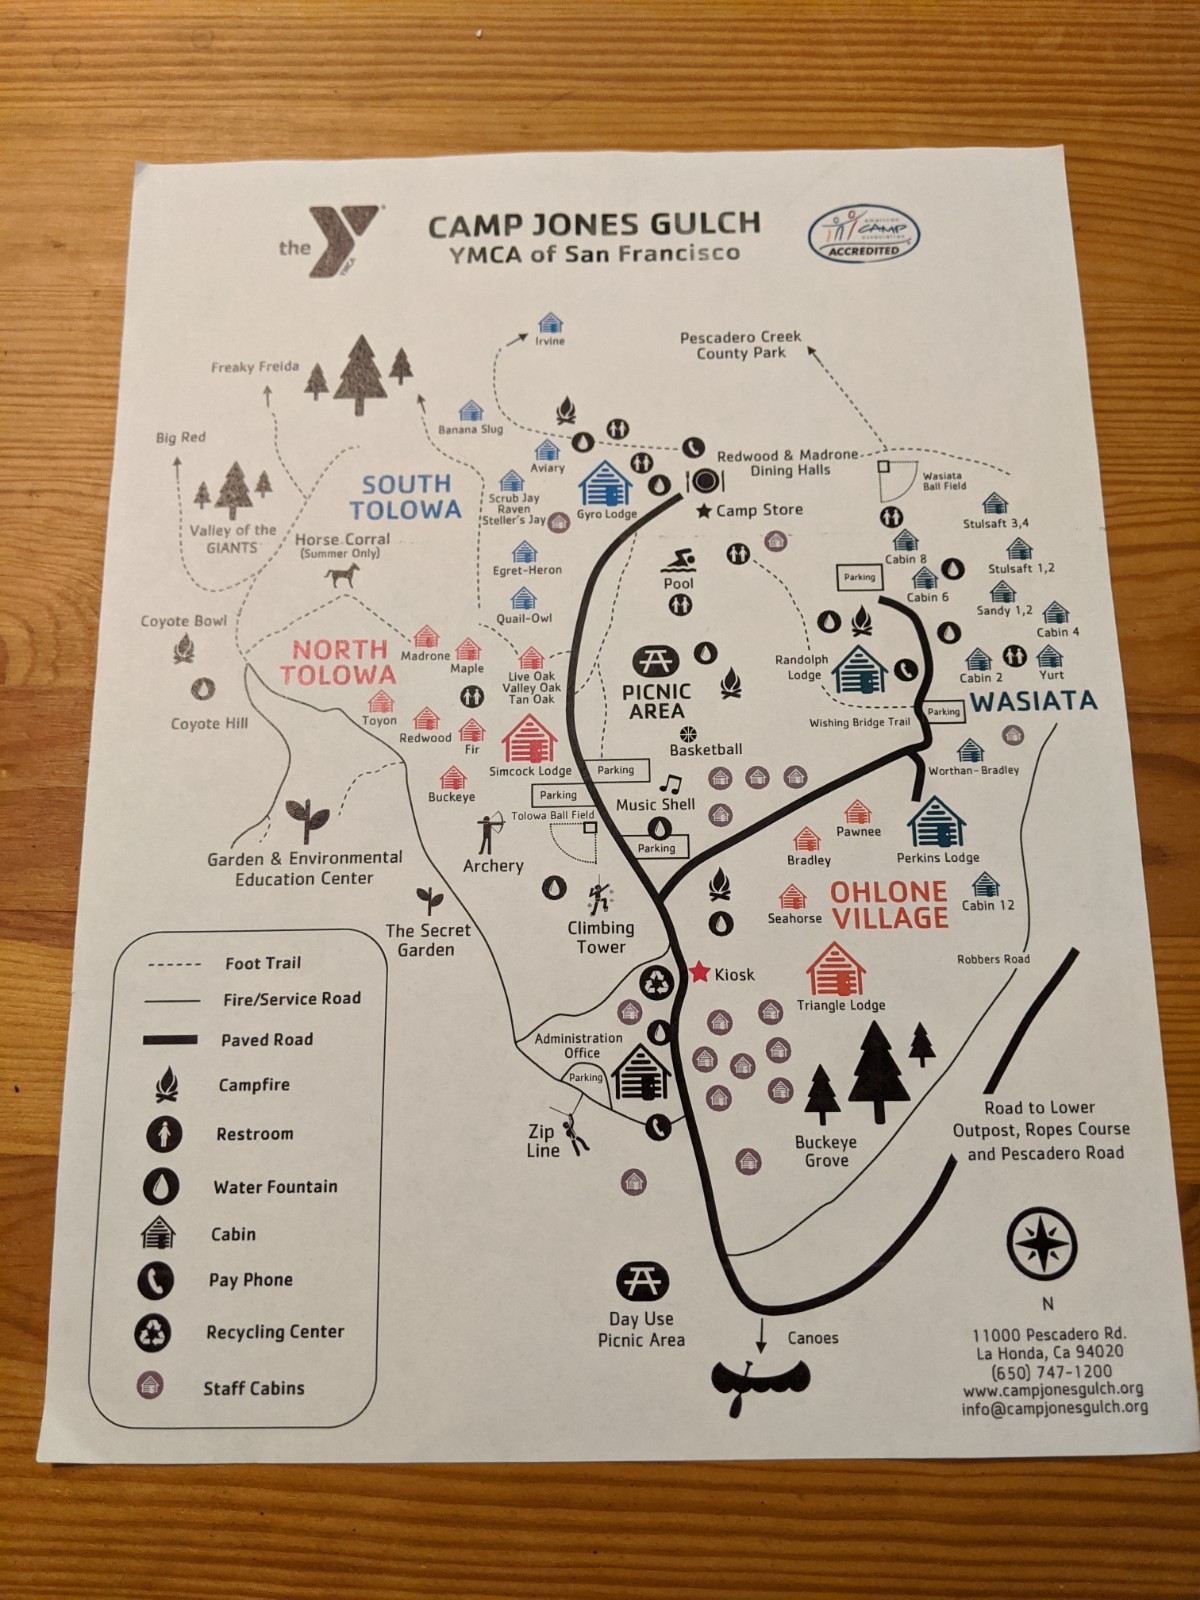 the
YMCA
CAMP JONES GULCH
YMCA of San Francisco
american
CAMP
association
ACCREDITED
Irvine
Pescadero Creek
County Park
Freaky Freida
Banana Slug
Big Red
Aviary
Redwood & Madrone
Dining Halls
Wasiata
Ball Field
SOUTH
TOLOWA
Scrub Jay
Raven
Steller's Jay
Gyro Lodge
Camp Store
Stulsaft 3,4
Valley of the
GIANTS
Horse Corral
(Summer Only)
Egret-Heron
Pool
Cabin 8
Stulsaft 1,2
Parking
Cabin 6
Sandy 1,2
Quail-Owl
Coyote Bowl
Cabin 4
NORTH
TOLOWA
Madrone
Maple
Live Oak
Valley Oak
Tan Oak
Randolph
Lodge
Cabin 2
Yurt
PICNIC
AREA
WASIATA
Coyote Hill
Toyon
Redwood
Fir
Wishing Bridge Trail
Parking
Basketball
Simcock Lodge
Parking
Worthan-Bradley
Buckeye
Parking
Music Shell
Tolowa Ball Field
Pawnee
Parking
Bradley
Perkins Lodge
Garden & Environmental
Education Center
Archery
OHLONE
VILLAGE
Seahorse
Cabin 12
The Secret
Garden
Climbing
Tower
Robbers Road
Kiosk
Triangle Lodge
Foot Trail
Fire/Service Road
Paved Road
Campfire
Restroom
Water Fountain
Cabin
Pay Phone
Recycling Center
Staff Cabins
Administration
Office
Parking
Zip
Line
Buckeye
Grove
Road to Lower
Outpost, Ropes Course
and Pescadero Road
Day Use
Picnic Area
Canoes
N
11000 Pescadero Rd.
La Honda, Ca 94020
(650) 747-1200
www.campjonesgulch.org
info@campjonesgulch.org